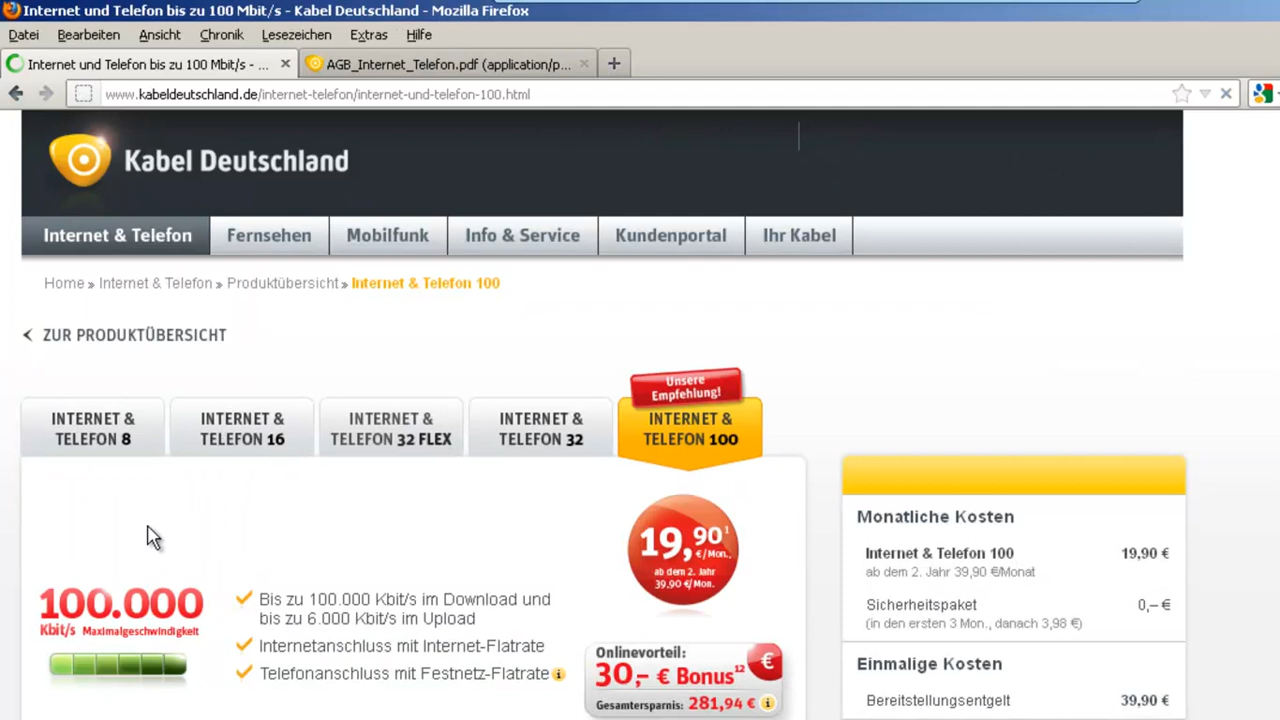 Internet und Telefon bis zu 100 Mbit/s - Kabel Deutschland - Mozilla Firefox
Datei Bearbeiten Ansicht Chronik Lesezeichen Extras Hilfe
Internet und Telefon bis zu 100 Mbit/s - ... AGB_Internet_Telefon.pdf (application/p...
www.kabeldeutschland.de/internet-telefon/internet-und-telefon-100.html
Kabel Deutschland
Internet & Telefon Fernsehen Mobilfunk Info & Service Kundenportal Ihr Kabel
Home » Internet & Telefon » Produktübersicht » Internet & Telefon 100
ZUR PRODUKTÜBERSICHT
Unsere
Empfehlung!
INTERNET &
TELEFON 8
INTERNET &
TELEFON 16
INTERNET &
TELEFON 32 FLEX
INTERNET &
TELEFON 32
INTERNET &
TELEFON 100
100.000
Kbit/s Maximalgeschwindigkeit
Bis zu 100.000 Kbit/s im Download und
bis zu 6.000 Kbit/s im Upload
Internetanschluss mit Internet-Flatrate
Telefonanschluss mit Festnetz-Flatrate i
19,90¹
€/Mon.,
ab dem 2. Jahr
39,90 €/Mon.
Onlinevorteil:
30,– € Bonus¹²
€
Gesamtersparnis: 281,94 € i
Monatliche Kosten
Internet & Telefon 100 19,90 €
ab dem 2. Jahr 39,90 €/Monat
Sicherheitspaket 0,– €
(in den ersten 3 Mon., danach 3,98 €)
Einmalige Kosten
Bereitstellungsentgelt 39,90 €